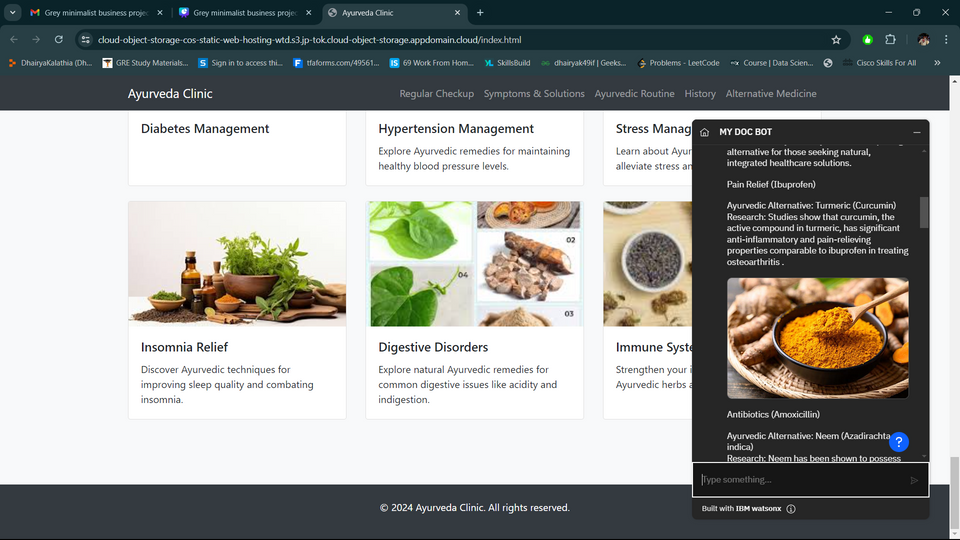 Grey minimalist business projec
Grey minimalist business projec
Ayurveda Clinic
cloud-object-storage-cos-static-web-hosting-wtd.s3.jp-tok.cloud-object-storage.appdomain.cloud/index.html
DhairyaKalathia (Dh...
GRE Study Materials...
Sign in to access thi...
tfaforms.com/49561...
69 Work From Hom...
SkillsBuild
dhairyak49if | Geeks...
Problems - LeetCode
Course | Data Scien...
Cisco Skills For All
»
Ayurveda Clinic
Regular Checkup Symptoms & Solutions Ayurvedic Routine History Alternative Medicine
Diabetes Management
Hypertension Management
Explore Ayurvedic remedies for maintaining
healthy blood pressure levels.
Stress Manag
Learn about Ayur
alleviate stress an
04
02
03
Insomnia Relief
Discover Ayurvedic techniques for
improving sleep quality and combating
insomnia.
Digestive Disorders
Explore natural Ayurvedic remedies for
common digestive issues like acidity and
indigestion.
Immune Syste
Strengthen your i
Ayurvedic herbs a
© 2024 Ayurveda Clinic. All rights reserved.
MY DOC BOT
alternative for those seeking natural,
integrated healthcare solutions.
Pain Relief (Ibuprofen)
Ayurvedic Alternative: Turmeric (Curcumin)
Research: Studies show that curcumin, the
active compound in turmeric, has significant
anti-inflammatory and pain-relieving
properties comparable to ibuprofen in treating
osteoarthritis .
Antibiotics (Amoxicillin)
Ayurvedic Alternative: Neem (Azadirachta
indica)
Research: Neem has been shown to possess
?
Type something...
Built with IBM watsonx